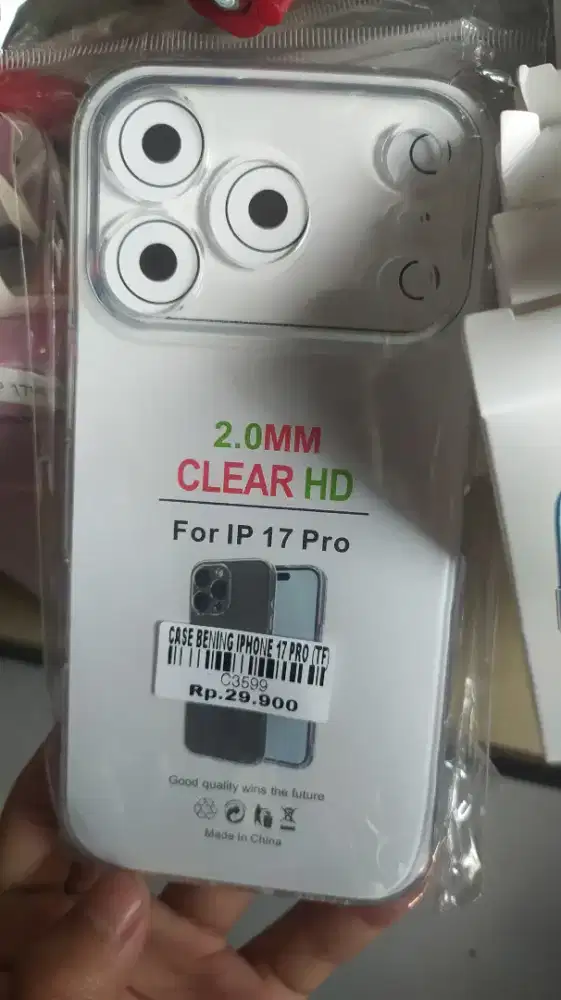 2.0MM
CLEAR HD
For IP 17 Pro
CASE BENING IPHONE 17 PRO (TF)
C3599
Rp.29.900
Good quality wins the future
Made in China